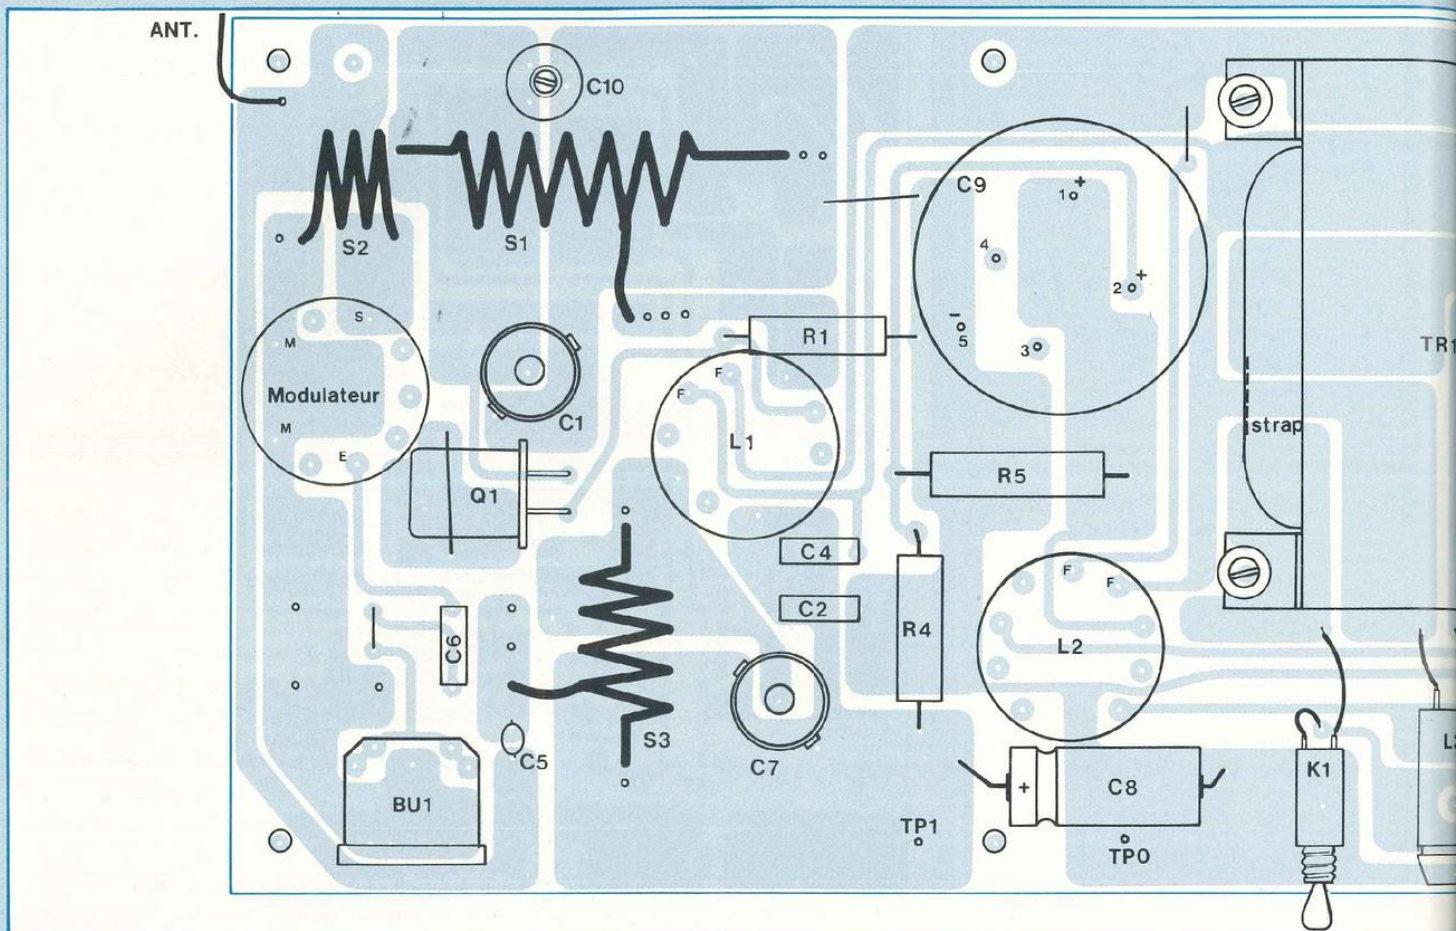 ANT.
C10
S2
S1
C9
1 +
4
2 +
-
5
3
S
M
Modulateur
M
E
C1
R1
F
F
L1
TR1
strap
Q1
R5
C4
C2
R4
F
F
L2
C6
S3
C5
C7
BU1
+
C8
K1
TP1
TP0